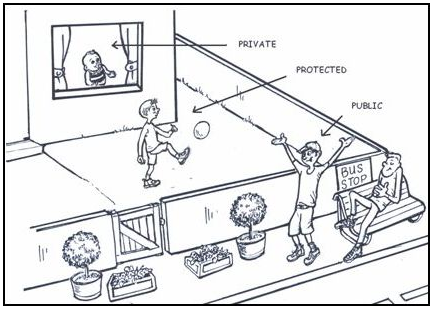 PRIVATE
PROTECTED
PUBLIC
BUS
STOP